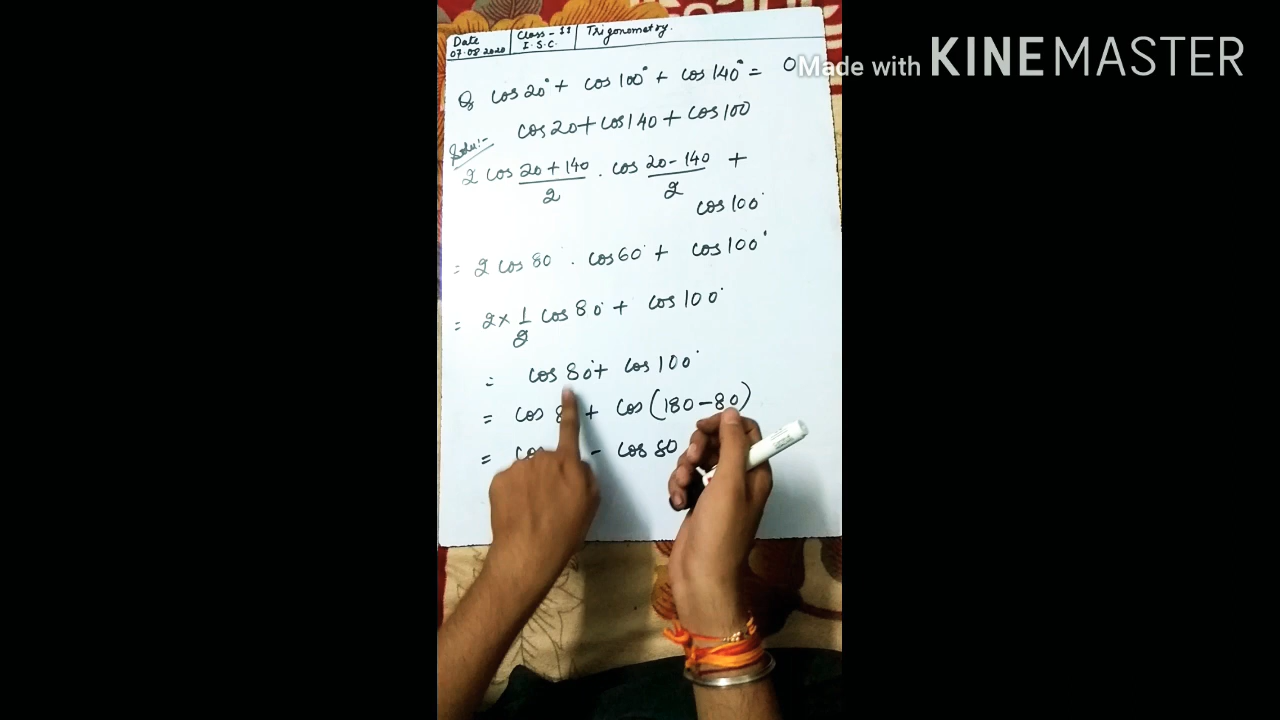 Date
07.08.2020
Class - 11
I.S.C.
Trigonometry.
Made with KINEMASTER
Q cos 20° + cos 100° + cos 140° = 0
Solu:- cos 20 + cos 140 + cos 100
2 cos (20 + 140)/2 . cos (20 - 140)/2 +
cos 100°
= 2 cos 80 . cos 60° + cos 100°
= 2 × 1/2 cos 80° + cos 100°
= cos 80° + cos 100°
= cos + cos (180 - 80)
= - cos 80